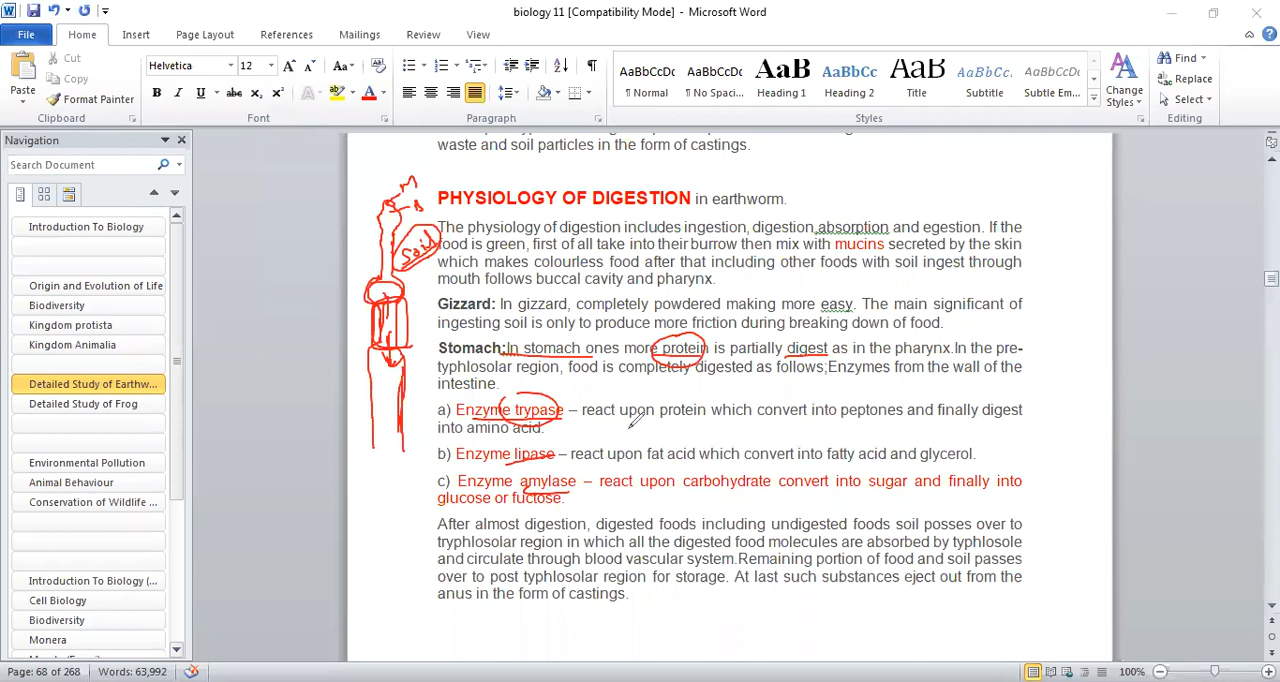 biology 11 [Compatibility Mode] - Microsoft Word
File Home Insert Page Layout References Mailings Review View
Paste
Cut
Copy
Format Painter
Clipboard
Helvetica 12
B I U abc X₂ X²
Font
Paragraph
AaBbCcDc AaBbCcDc AaB AaBbCc AaB AaBbCcL AaBbCcDc
¶ Normal ¶ No Spaci... Heading 1 Heading 2 Title Subtitle Subtle Em...
Change Styles
Styles
Find
Replace
Select
Editing
Navigation
Search Document
Introduction To Biology
Origin and Evolution of Life
Biodiversity
Kingdom protista
Kingdom Animalia
Detailed Study of Earthw...
Detailed Study of Frog
Environmental Pollution
Animal Behaviour
Conservation of Wildlife
Introduction To Biology (...
Cell Biology
Biodiversity
Monera
waste and soil particles in the form of castings.
PHYSIOLOGY OF DIGESTION in earthworm.
The physiology of digestion includes ingestion, digestion,absorption and egestion. If the
food is green, first of all take into their burrow then mix with mucins secreted by the skin
which makes colourless food after that including other foods with soil ingest through
mouth follows buccal cavity and pharynx.
Gizzard: In gizzard, completely powdered making more easy. The main significant of
ingesting soil is only to produce more friction during breaking down of food.
Stomach:In stomach ones more protein is partially digest as in the pharynx.In the pre-
typhlosolar region, food is completely digested as follows;Enzymes from the wall of the
intestine.
a) Enzyme trypase – react upon protein which convert into peptones and finally digest
into amino acid.
b) Enzyme lipase – react upon fat acid which convert into fatty acid and glycerol.
c) Enzyme amylase – react upon carbohydrate convert into sugar and finally into
glucose or fuctose.
After almost digestion, digested foods including undigested foods soil posses over to
tryphlosolar region in which all the digested food molecules are absorbed by typhlosole
and circulate through blood vascular system.Remaining portion of food and soil passes
over to post typhlosolar region for storage. At last such substances eject out from the
anus in the form of castings.
M
B
Soil
Page: 68 of 268 Words: 63,992 100%